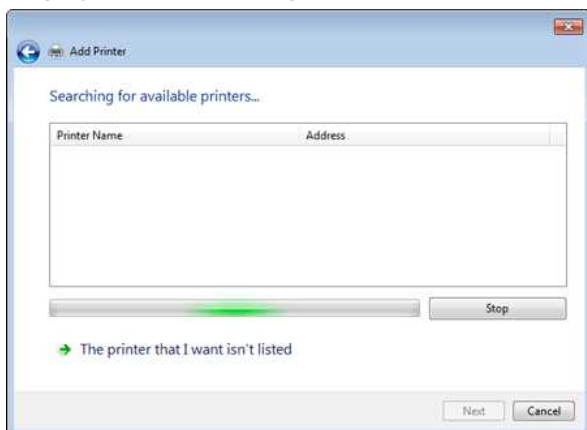 Add Printer
Searching for available printers...
Printer Name Address
Stop
The printer that I want isn't listed
Next Cancel